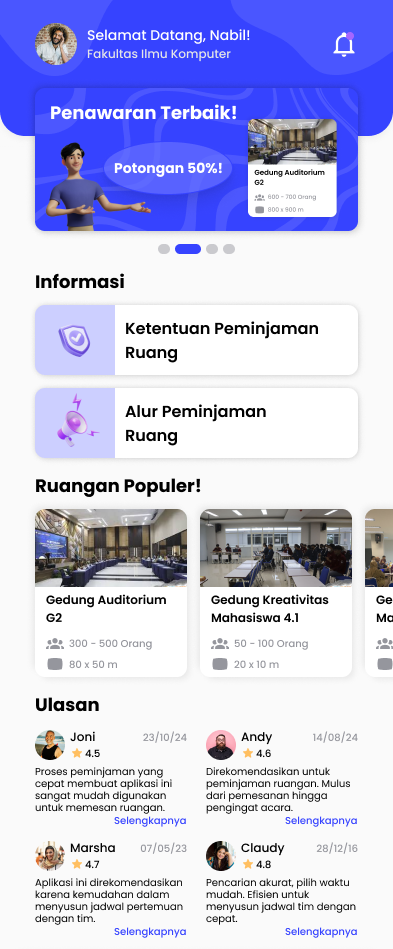 Selamat Datang, Nabil!
Fakultas Ilmu Komputer
Penawaran Terbaik!
Potongan 50%!
Gedung Auditorium
G2
600 - 700 Orang
800 x 900 m
Informasi
Ketentuan Peminjaman
Ruang
Alur Peminjaman
Ruang
Ruangan Populer!
Gedung Auditorium
G2
300 - 500 Orang
80 x 50 m
Gedung Kreativitas
Mahasiswa 4.1
50 - 100 Orang
20 x 10 m
Ge
Ma
Ulasan
Joni
23/10/24
4.5
Proses peminjaman yang
cepat membuat aplikasi ini
sangat mudah digunakan
untuk memesan ruangan.
Selengkapnya
Andy
14/08/24
4.6
Direkomendasikan untuk
peminjaman ruangan. Mulus
dari pemesanan hingga
pengingat acara.
Selengkapnya
Marsha
07/05/23
4.7
Aplikasi ini direkomendasikan
karena kemudahan dalam
menyusun jadwal pertemuan
dengan tim.
Selengkapnya
Claudy
28/12/16
4.8
Pencarian akurat, pilih waktu
mudah. Efisien untuk
menyusun jadwal tim dengan
cepat.
Selengkapnya